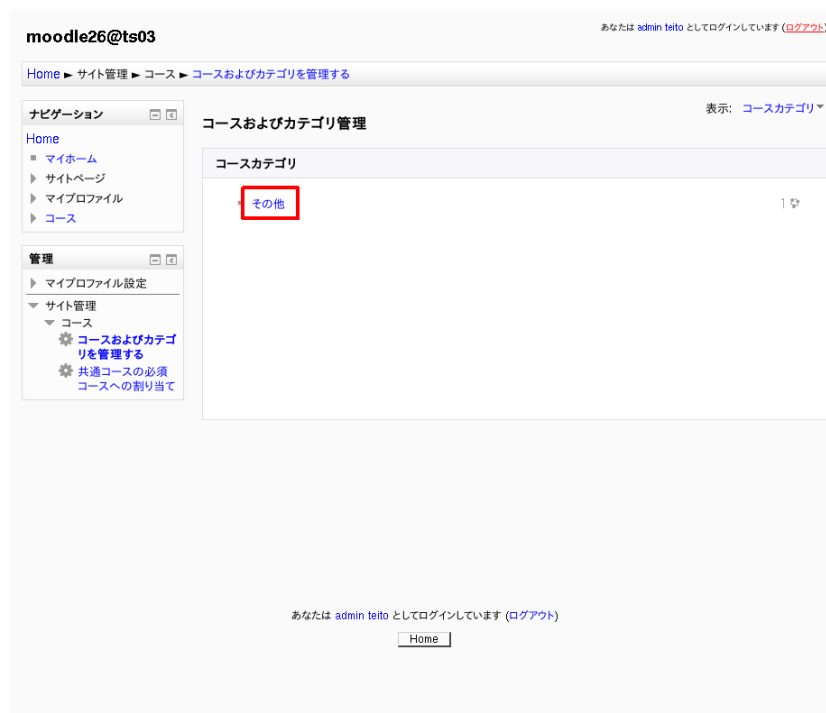 moodle26@ts03
あなたは admin teito としてログインしています (ログアウト)
Home ► サイト管理 ► コース ► コースおよびカテゴリを管理する
ナビゲーション
Home
マイホーム
サイトページ
マイプロファイル
コース
管理
マイプロファイル設定
サイト管理
コース
コースおよびカテゴ
リを管理する
共通コースの必須
コースへの割り当て
表示: コースカテゴリ
コースおよびカテゴリ管理
コースカテゴリ
その他
1
あなたは admin teito としてログインしています (ログアウト)
Home